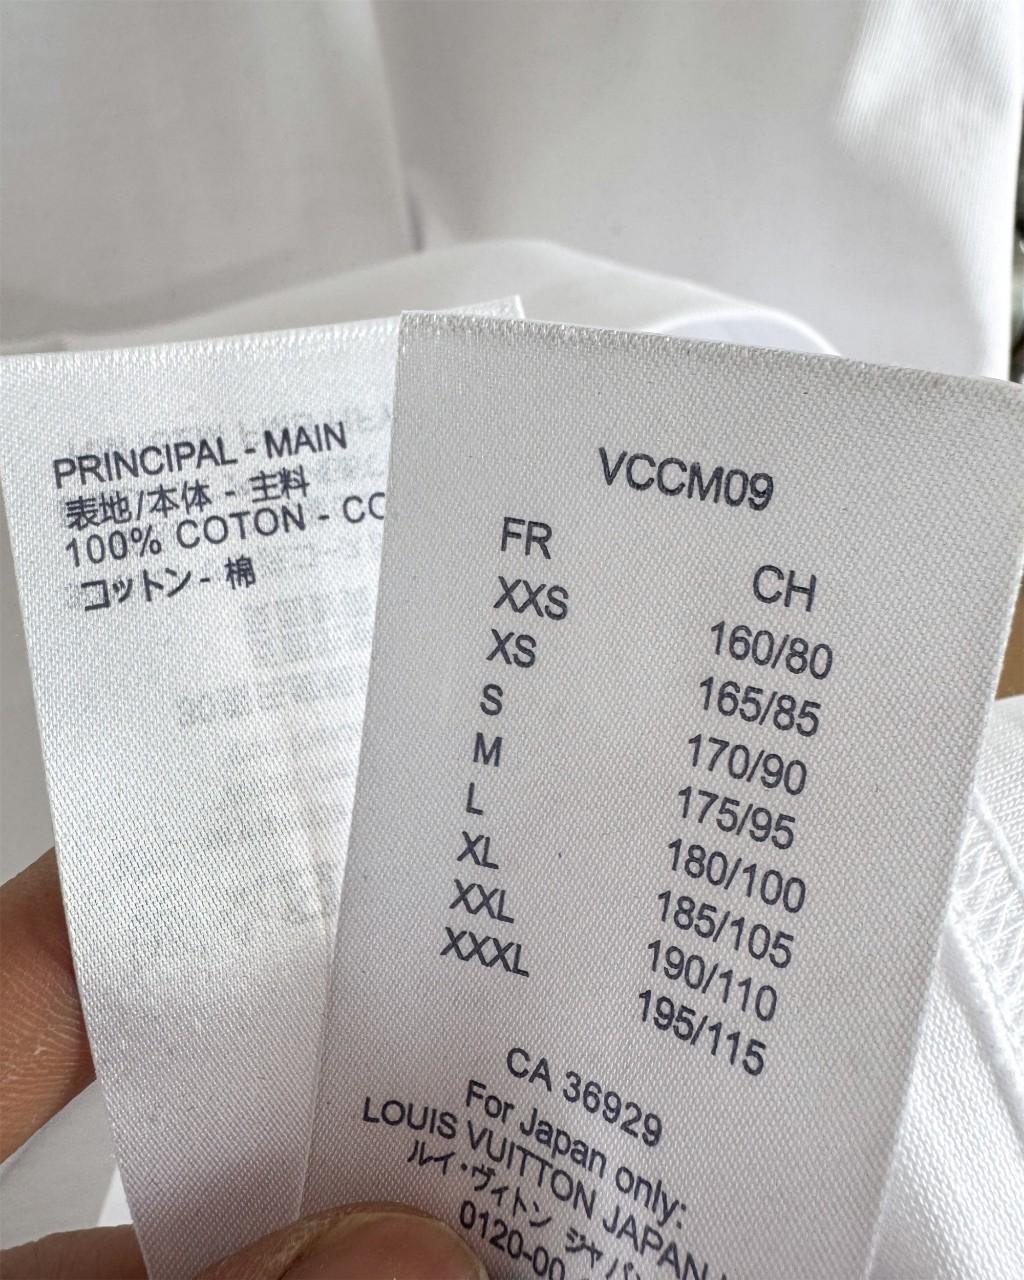 PRINCIPAL - MAIN
表地/本体 - 主料
100% COTON - CO
コットン - 棉
VCCM09
FR CH
XXS 160/80
XS 165/85
S 170/90
M 175/95
L 180/100
XL 185/105
XXL 190/110
XXXL 195/115
CA 36929
For Japan only:
LOUIS VUITTON JAPAN
ルイ・ヴィトン ジャパン
0120-00